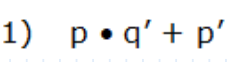 1) p • q′ + p′